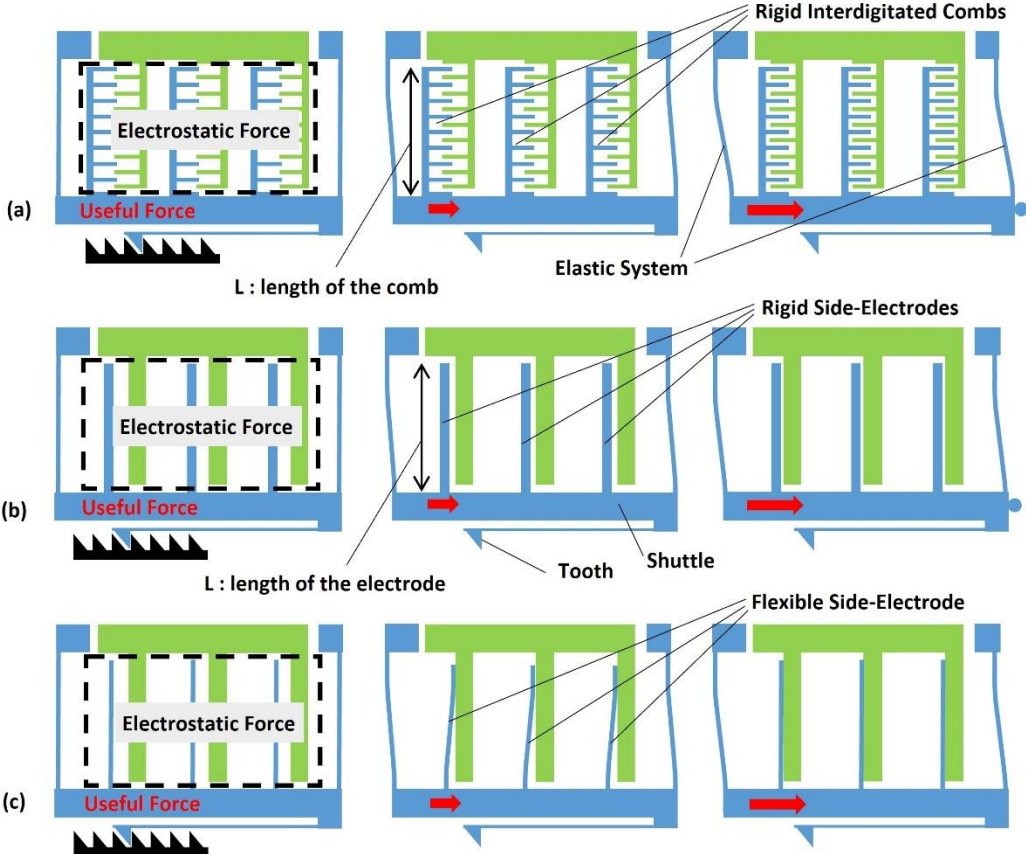 Rigid Interdigitated Combs
Electrostatic Force
(a)
Useful Force
Elastic System
L : length of the comb
Rigid Side-Electrodes
Electrostatic Force
(b)
Useful Force
Shuttle
Tooth
L : length of the electrode
Flexible Side-Electrode
Electrostatic Force
(c)
Useful Force